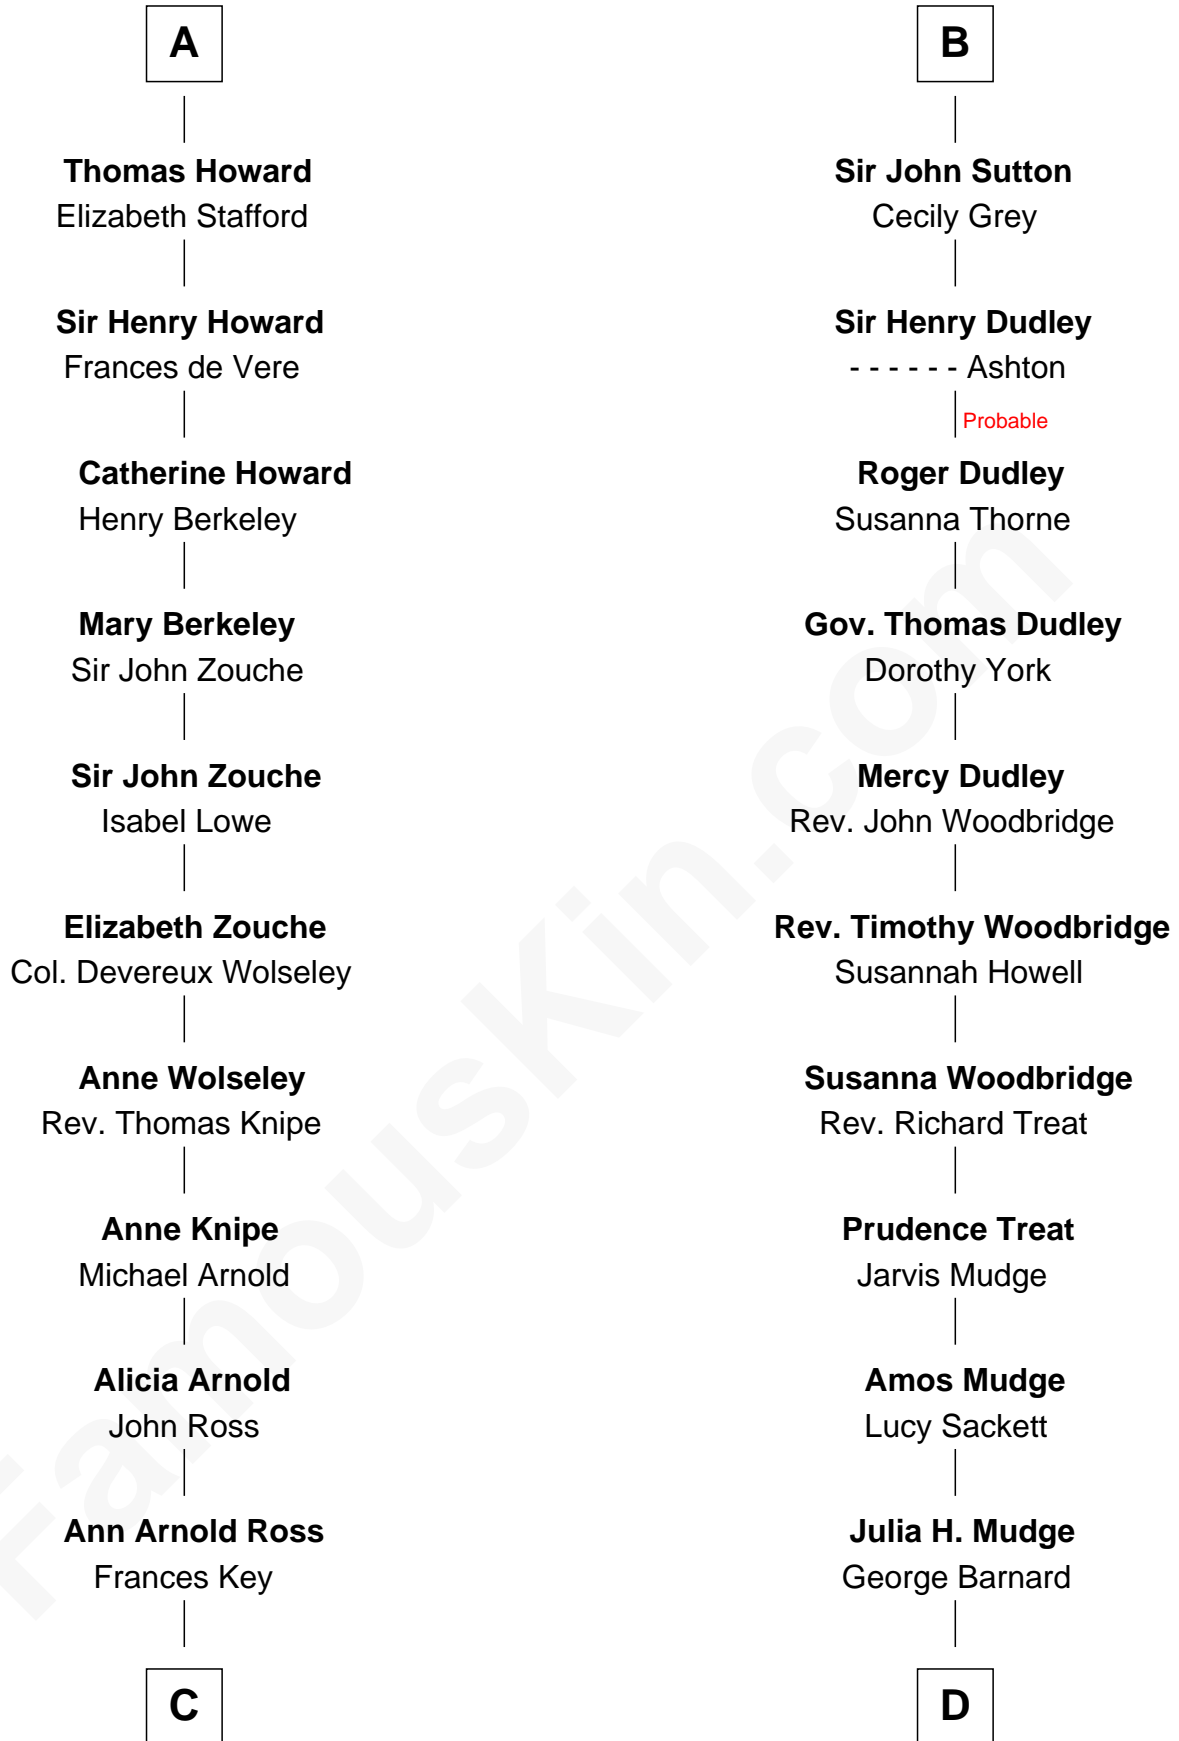 A
Thomas Howard
Elizabeth Stafford
Sir Henry Howard
Frances de Vere
Catherine Howard
Henry Berkeley
Mary Berkeley
Sir John Zouche
Sir John Zouche
Isabel Lowe
Elizabeth Zouche
Col. Devereux Wolseley
Anne Wolseley
Rev. Thomas Knipe
Anne Knipe
Michael Arnold
Alicia Arnold
John Ross
Ann Arnold Ross
Frances Key
C
B
Sir John Sutton
Cecily Grey
Sir Henry Dudley
- - - - - - Ashton
Probable
Roger Dudley
Susanna Thorne
Gov. Thomas Dudley
Dorothy York
Mercy Dudley
Rev. John Woodbridge
Rev. Timothy Woodbridge
Susannah Howell
Susanna Woodbridge
Rev. Richard Treat
Prudence Treat
Jarvis Mudge
Amos Mudge
Lucy Sackett
Julia H. Mudge
George Barnard
D
FamousKin.com